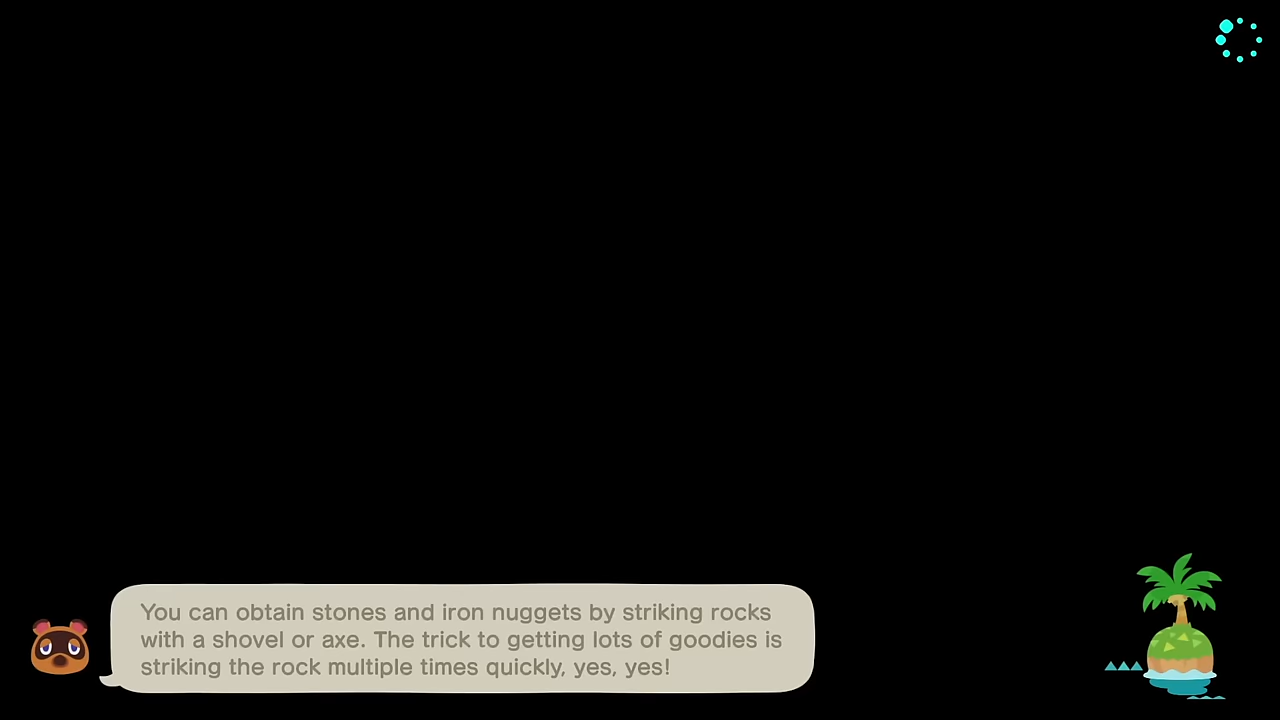 You can obtain stones and iron nuggets by striking rocks
with a shovel or axe. The trick to getting lots of goodies is
striking the rock multiple times quickly, yes, yes!